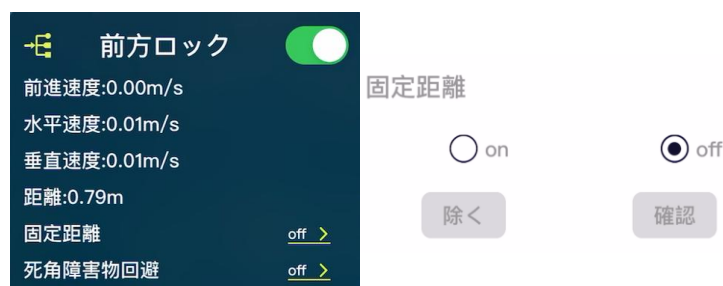 前方ロック
前進速度:0.00m/s
水平速度:0.01m/s
垂直速度:0.01m/s
距離:0.79m
固定距離 off >
死角障害物回避 off >
固定距離
on off
除く 確認